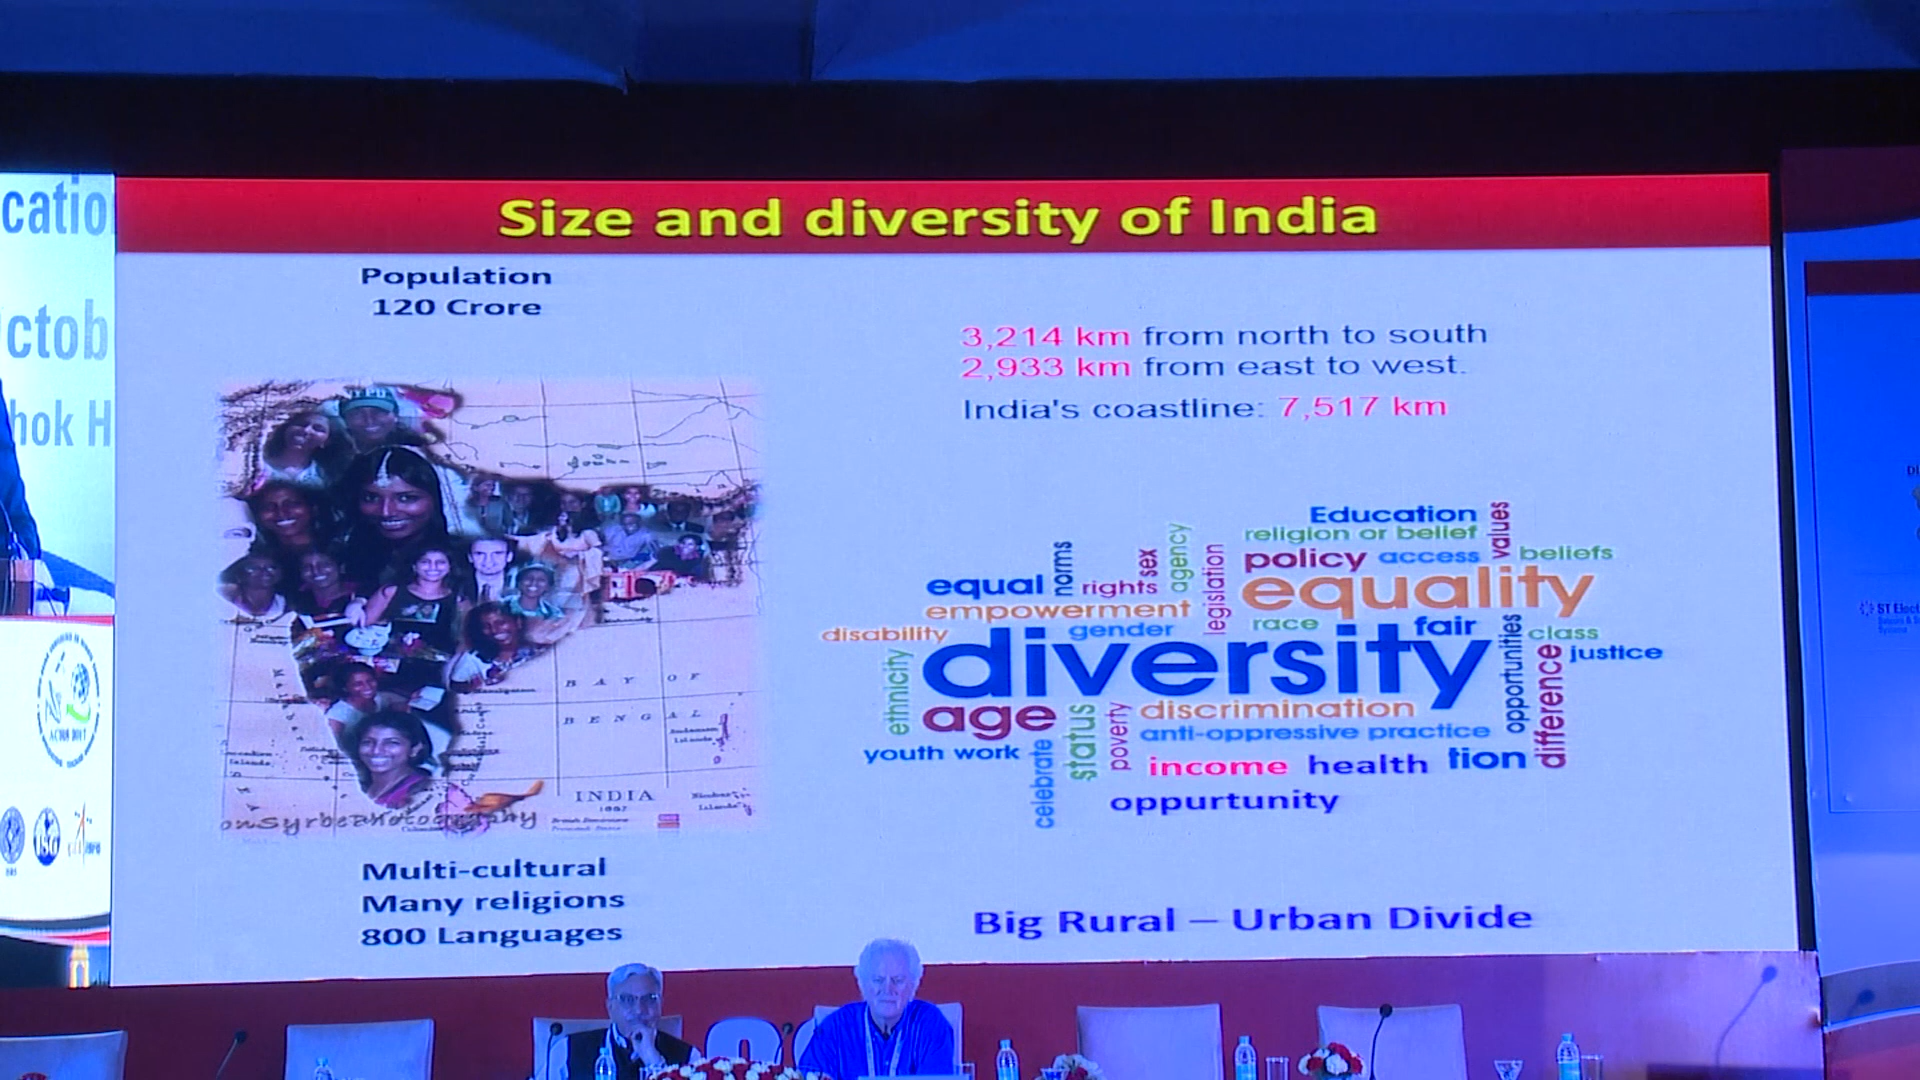 Size and diversity of India
Population
120 Crore
3,214 km from north to south
2,933 km from east to west.
India's coastline: 7,517 km
BAY OF
BENGAL
INDIA
Multi-cultural
Many religions
800 Languages
Education
religion or belief
values
policy access
beliefs
equality
equal
norms
rights
sex
agency
legislation
empowerment
race
fair
disability
gender
class
diversity
opportunities
justice
ethnicity
difference
age
discrimination
status
poverty
anti-oppressive practice
youth work
celebrate
income health tion
oppurtunity
Big Rural – Urban Divide
catio
ctob
hok H